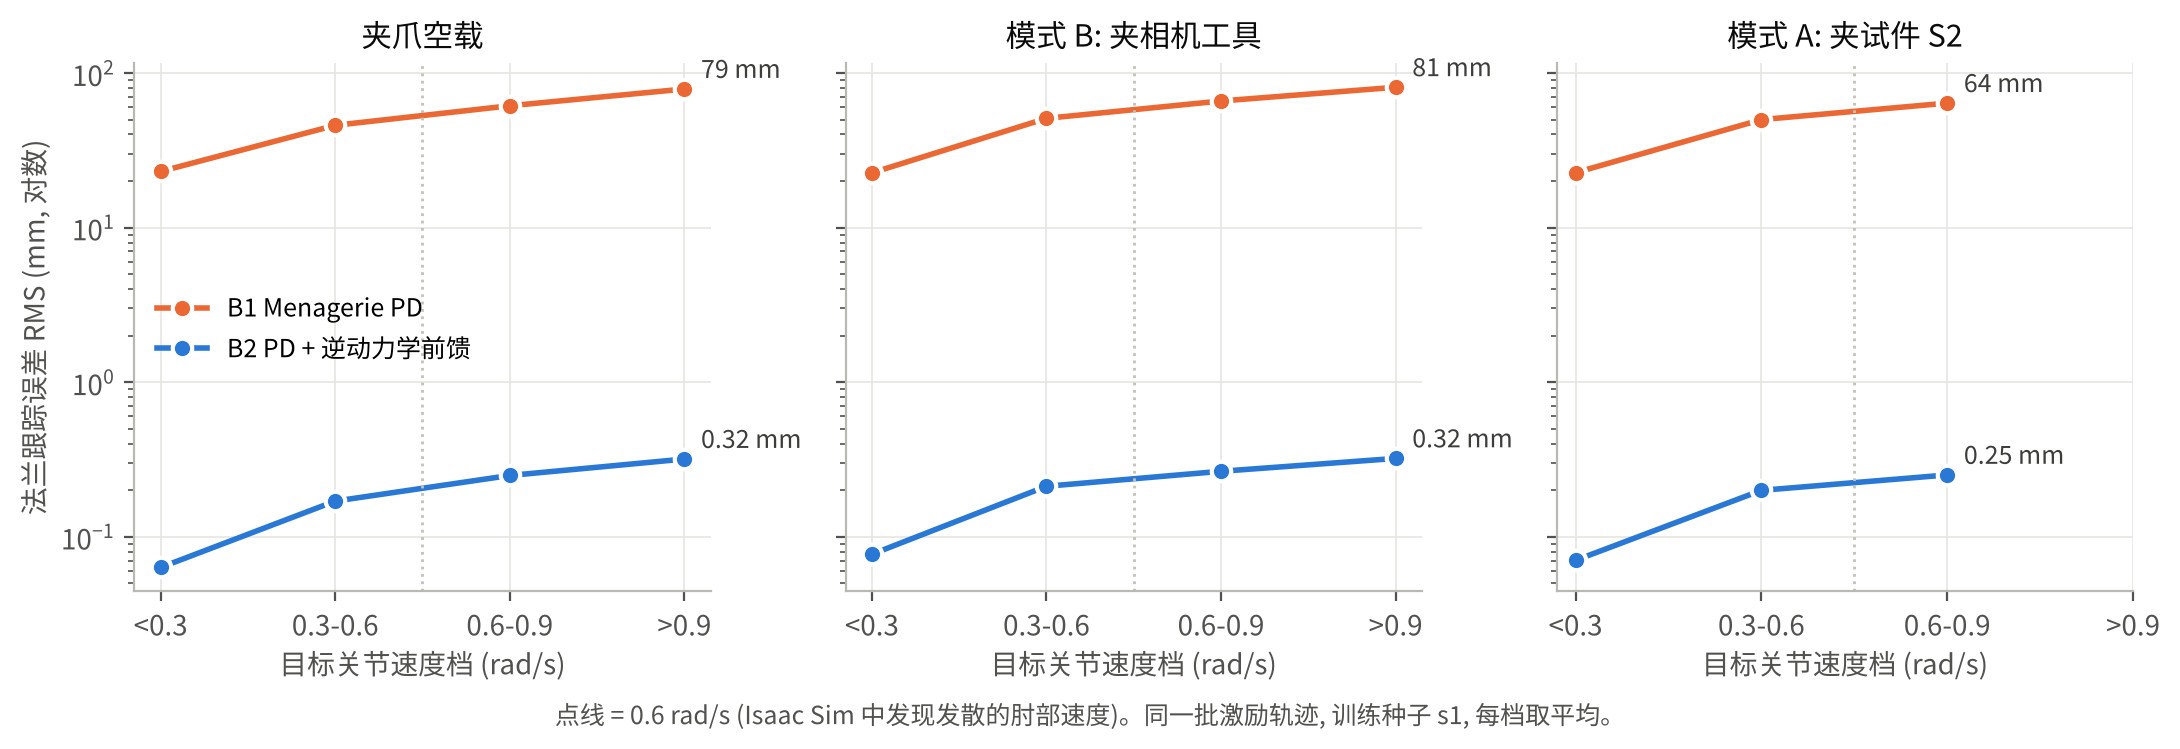 夹爪空载
模式 B: 夹相机工具
模式 A: 夹试件 S2
法兰跟踪误差 RMS (mm, 对数)
10²
10¹
10⁰
10⁻¹
79 mm
0.32 mm
B1 Menagerie PD
B2 PD + 逆动力学前馈
<0.3
0.3-0.6
0.6-0.9
>0.9
目标关节速度档 (rad/s)
81 mm
0.32 mm
<0.3
0.3-0.6
0.6-0.9
>0.9
目标关节速度档 (rad/s)
64 mm
0.25 mm
<0.3
0.3-0.6
0.6-0.9
>0.9
目标关节速度档 (rad/s)
点线 = 0.6 rad/s (Isaac Sim 中发现发散的肘部速度)。同一批激励轨迹, 训练种子 s1, 每档取平均。